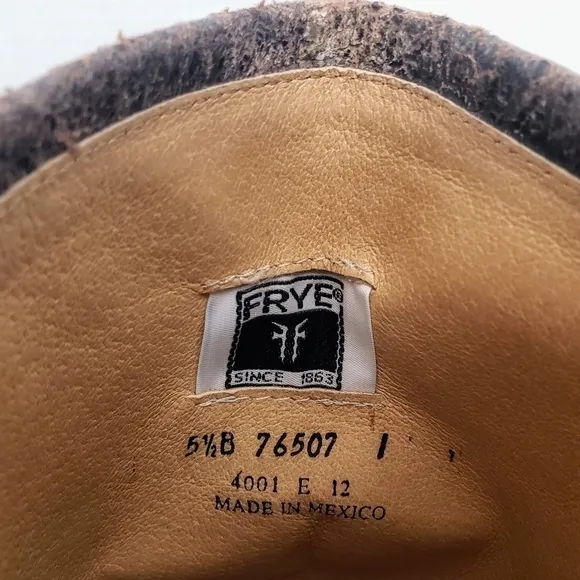 FRYE®
SINCE 1863
5½B 76507 1
4001 E 12
MADE IN MEXICO